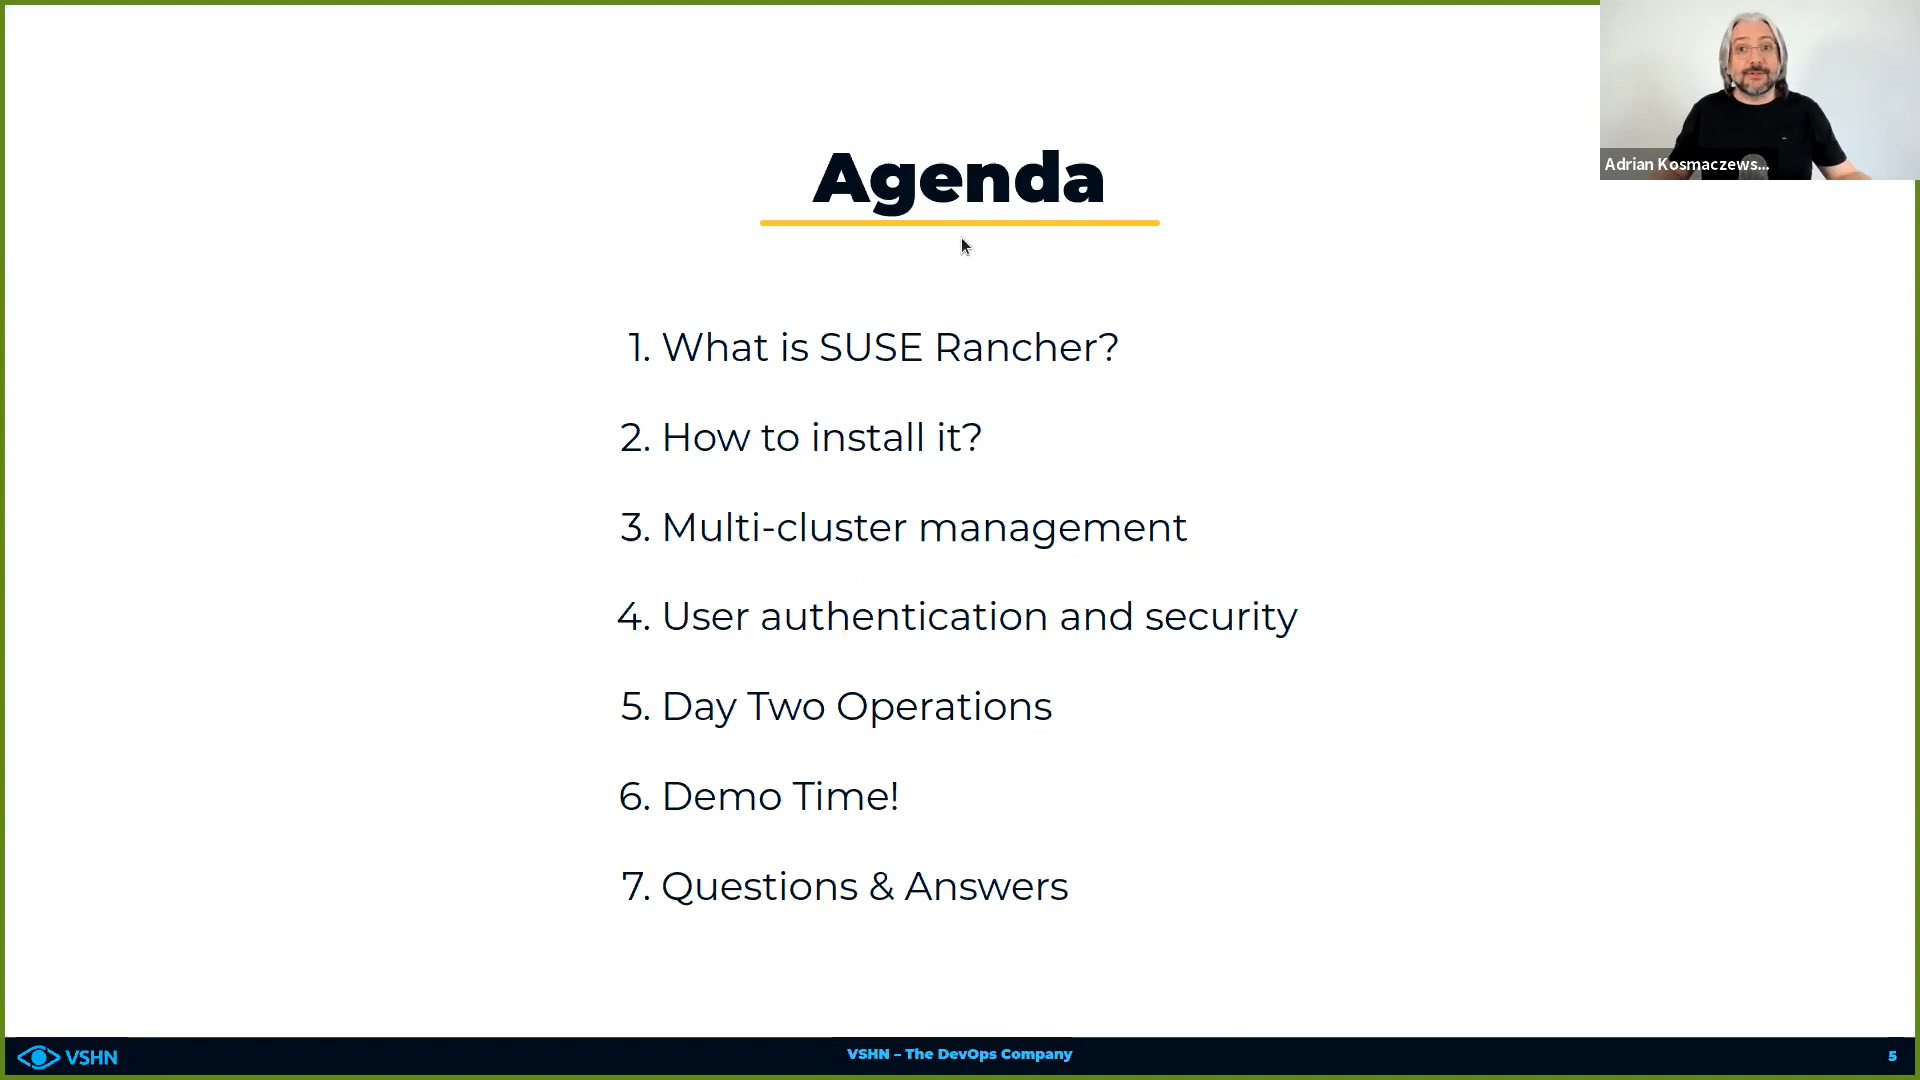 Adrian Kosmaczews...
Agenda
1. What is SUSE Rancher?
2. How to install it?
3. Multi-cluster management
4. User authentication and security
5. Day Two Operations
6. Demo Time!
7. Questions & Answers
VSHN
VSHN – The DevOps Company
5